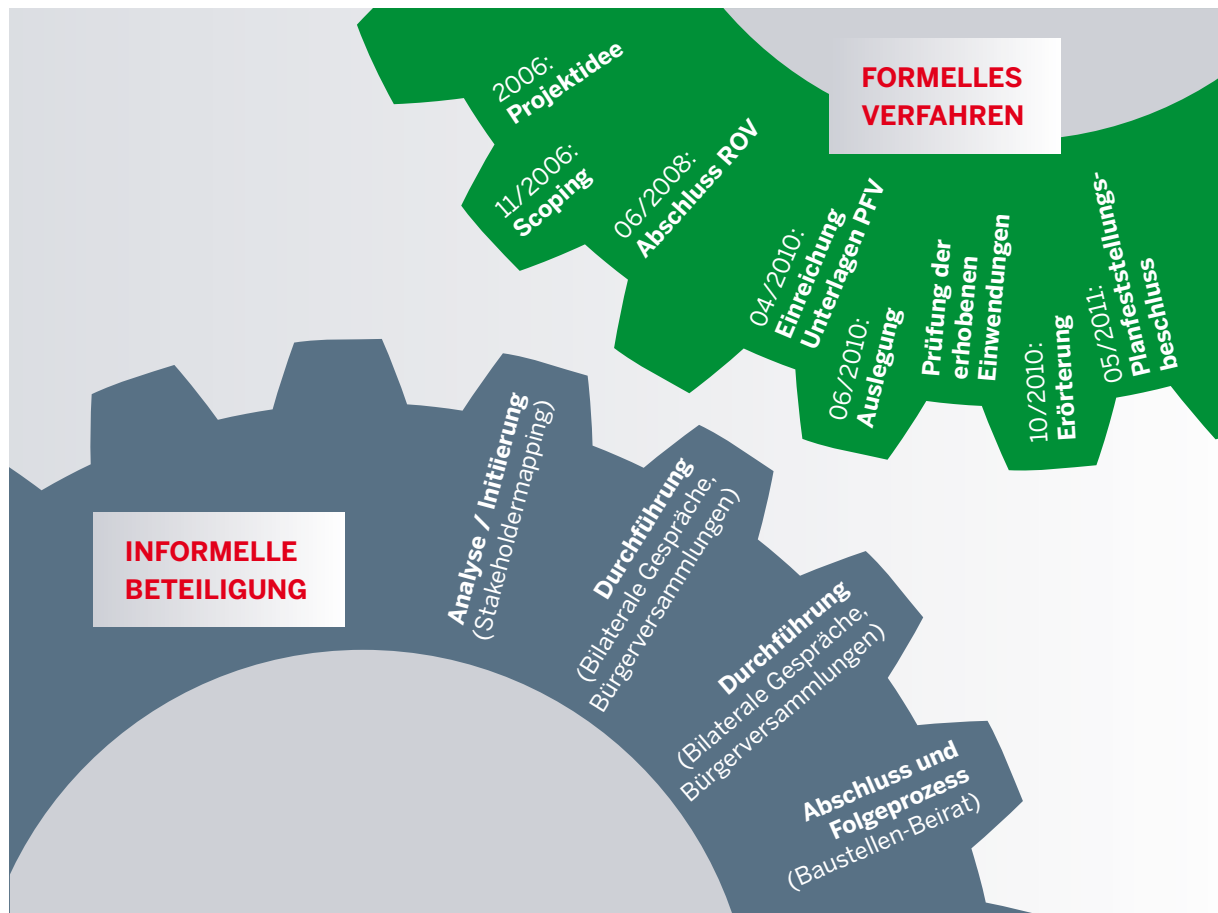 FORMELLES
VERFAHREN
2006:
Projektidee
11/2006:
Scoping
06/2008:
Abschluss ROV
04/2010:
Einreichung
Unterlagen PFV
06/2010:
Auslegung
Prüfung der
erhobenen
Einwendungen
10/2010:
Erörterung
05/2011:
Planfeststellungs-
beschluss
INFORMELLE
BETEILIGUNG
Analyse / Initiierung
(Stakeholdermapping)
Durchführung
(Bilaterale Gespräche,
Bürgerversammlungen)
Durchführung
(Bilaterale Gespräche,
Bürgerversammlungen)
Abschluss und
Folgeprozess
(Baustellen-Beirat)